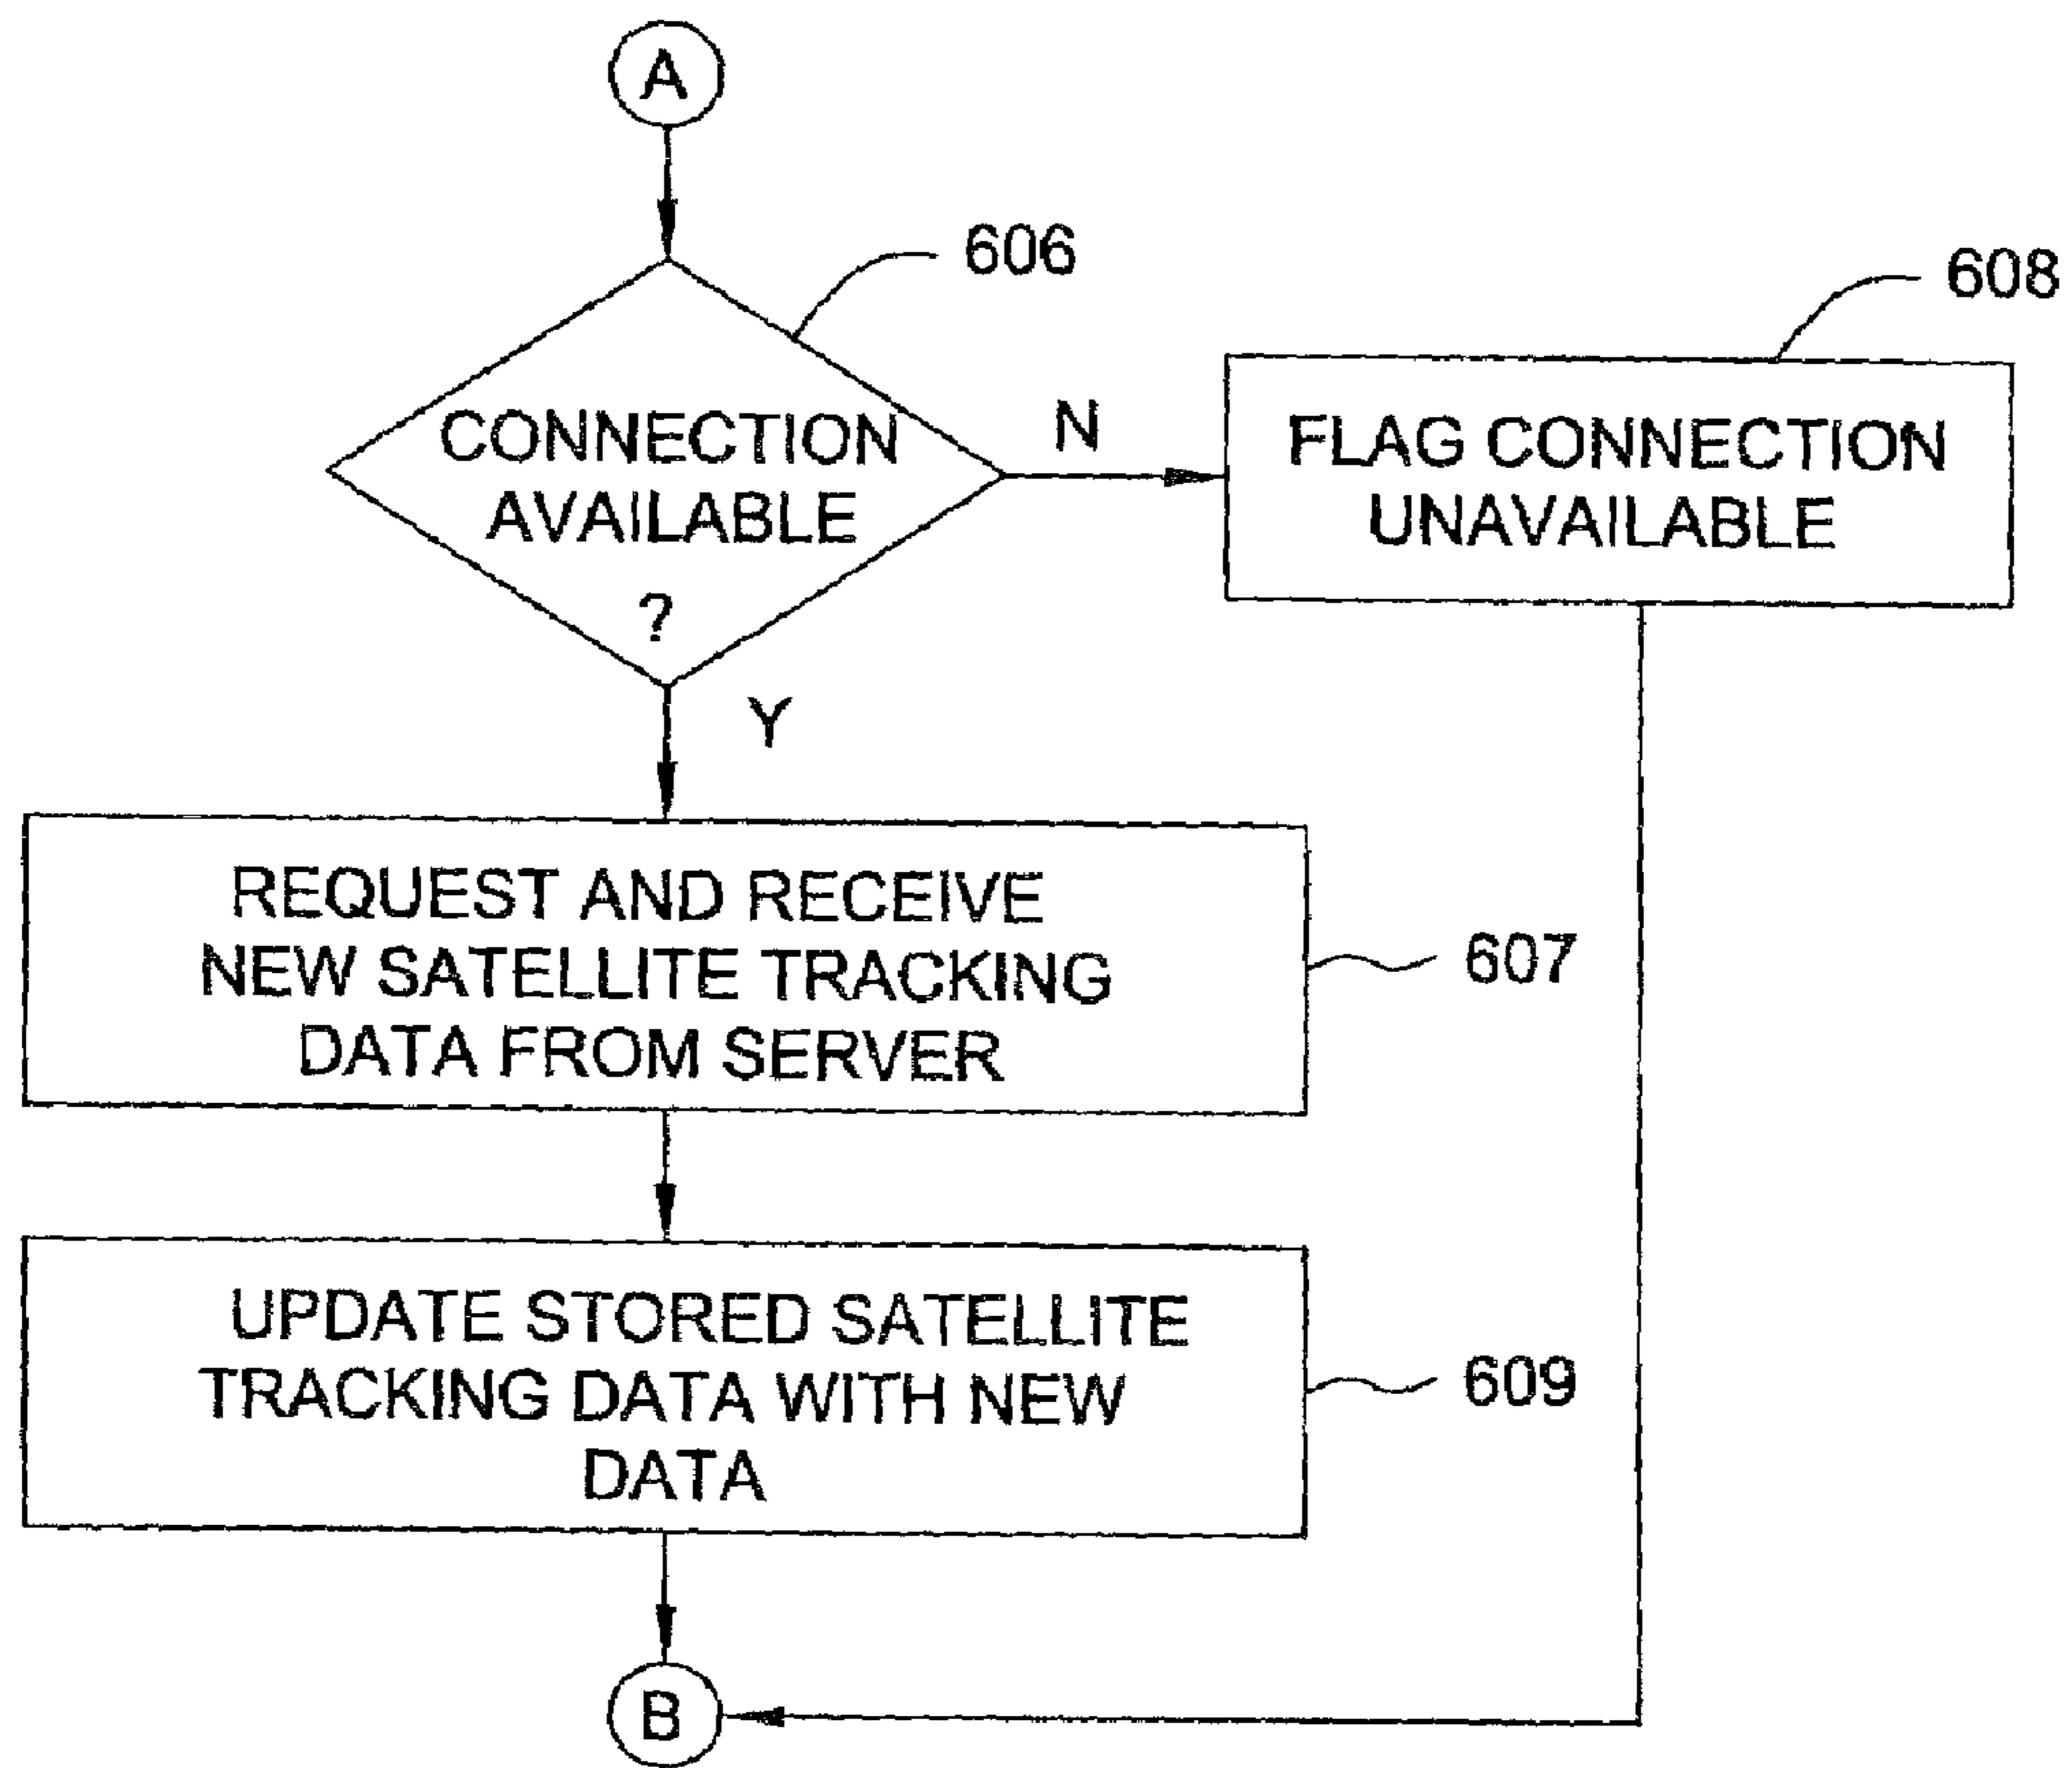 A
606
608
CONNECTION
AVAILABLE
?
N
FLAG CONNECTION
UNAVAILABLE
Y
REQUEST AND RECEIVE
NEW SATELLITE TRACKING
DATA FROM SERVER
607
UPDATE STORED SATELLITE
TRACKING DATA WITH NEW
DATA
609
B